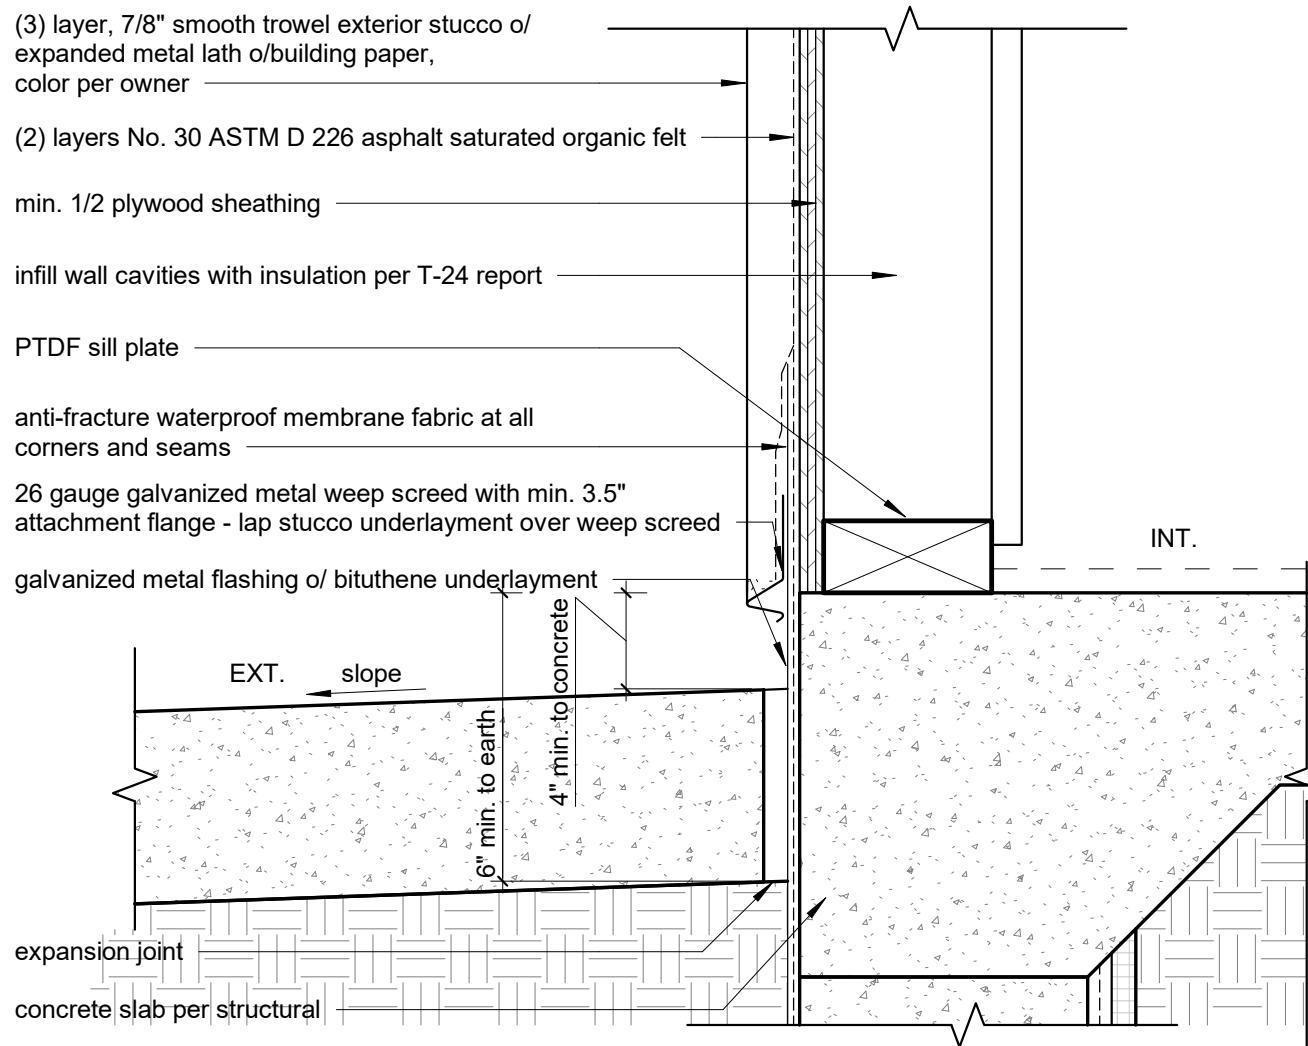 (3) layer, 7/8" smooth trowel exterior stucco o/
expanded metal lath o/building paper,
color per owner
(2) layers No. 30 ASTM D 226 asphalt saturated organic felt
min. 1/2 plywood sheathing
infill wall cavities with insulation per T-24 report
PTDF sill plate
anti-fracture waterproof membrane fabric at all
corners and seams
26 gauge galvanized metal weep screed with min. 3.5"
attachment flange - lap stucco underlayment over weep screed
INT.
galvanized metal flashing o/ bituthene underlayment
EXT.
slope
6" min. to earth
4" min. to concrete
expansion joint
concrete slab per structural